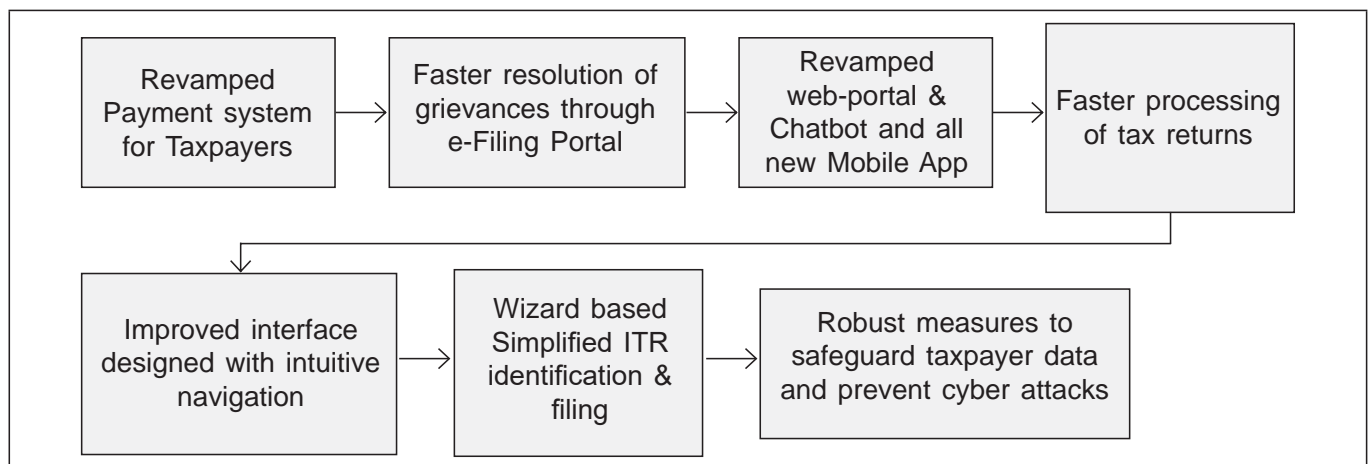 Revamped
Payment system
for Taxpayers
Faster resolution of
grievances through
e-Filing Portal
Revamped
web-portal &
Chatbot and all
new Mobile App
Faster processing
of tax returns
Improved interface
designed with intuitive
navigation
Wizard based
Simplified ITR
identification &
filing
Robust measures to
safeguard taxpayer data
and prevent cyber attacks